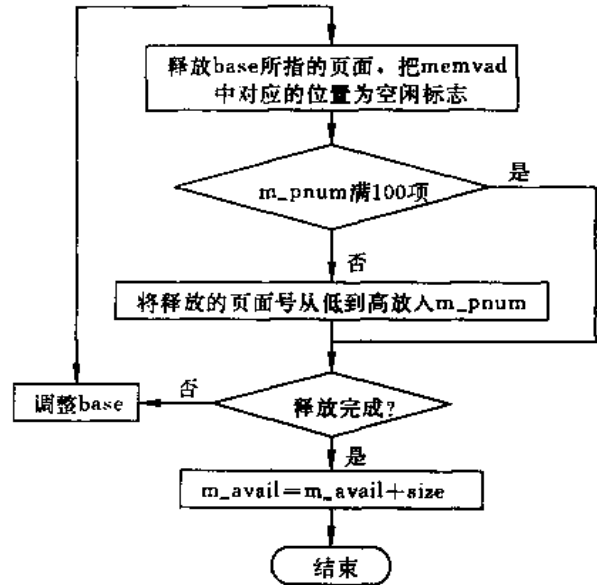 释放base所指的页面，把memvad
中对应的位置为空闲标志
m_pnum满100项
是
否
将释放的页面号从低到高放入m_pnum
释放完成?
否
调整base
是
m_avail=m_avail+size
结束